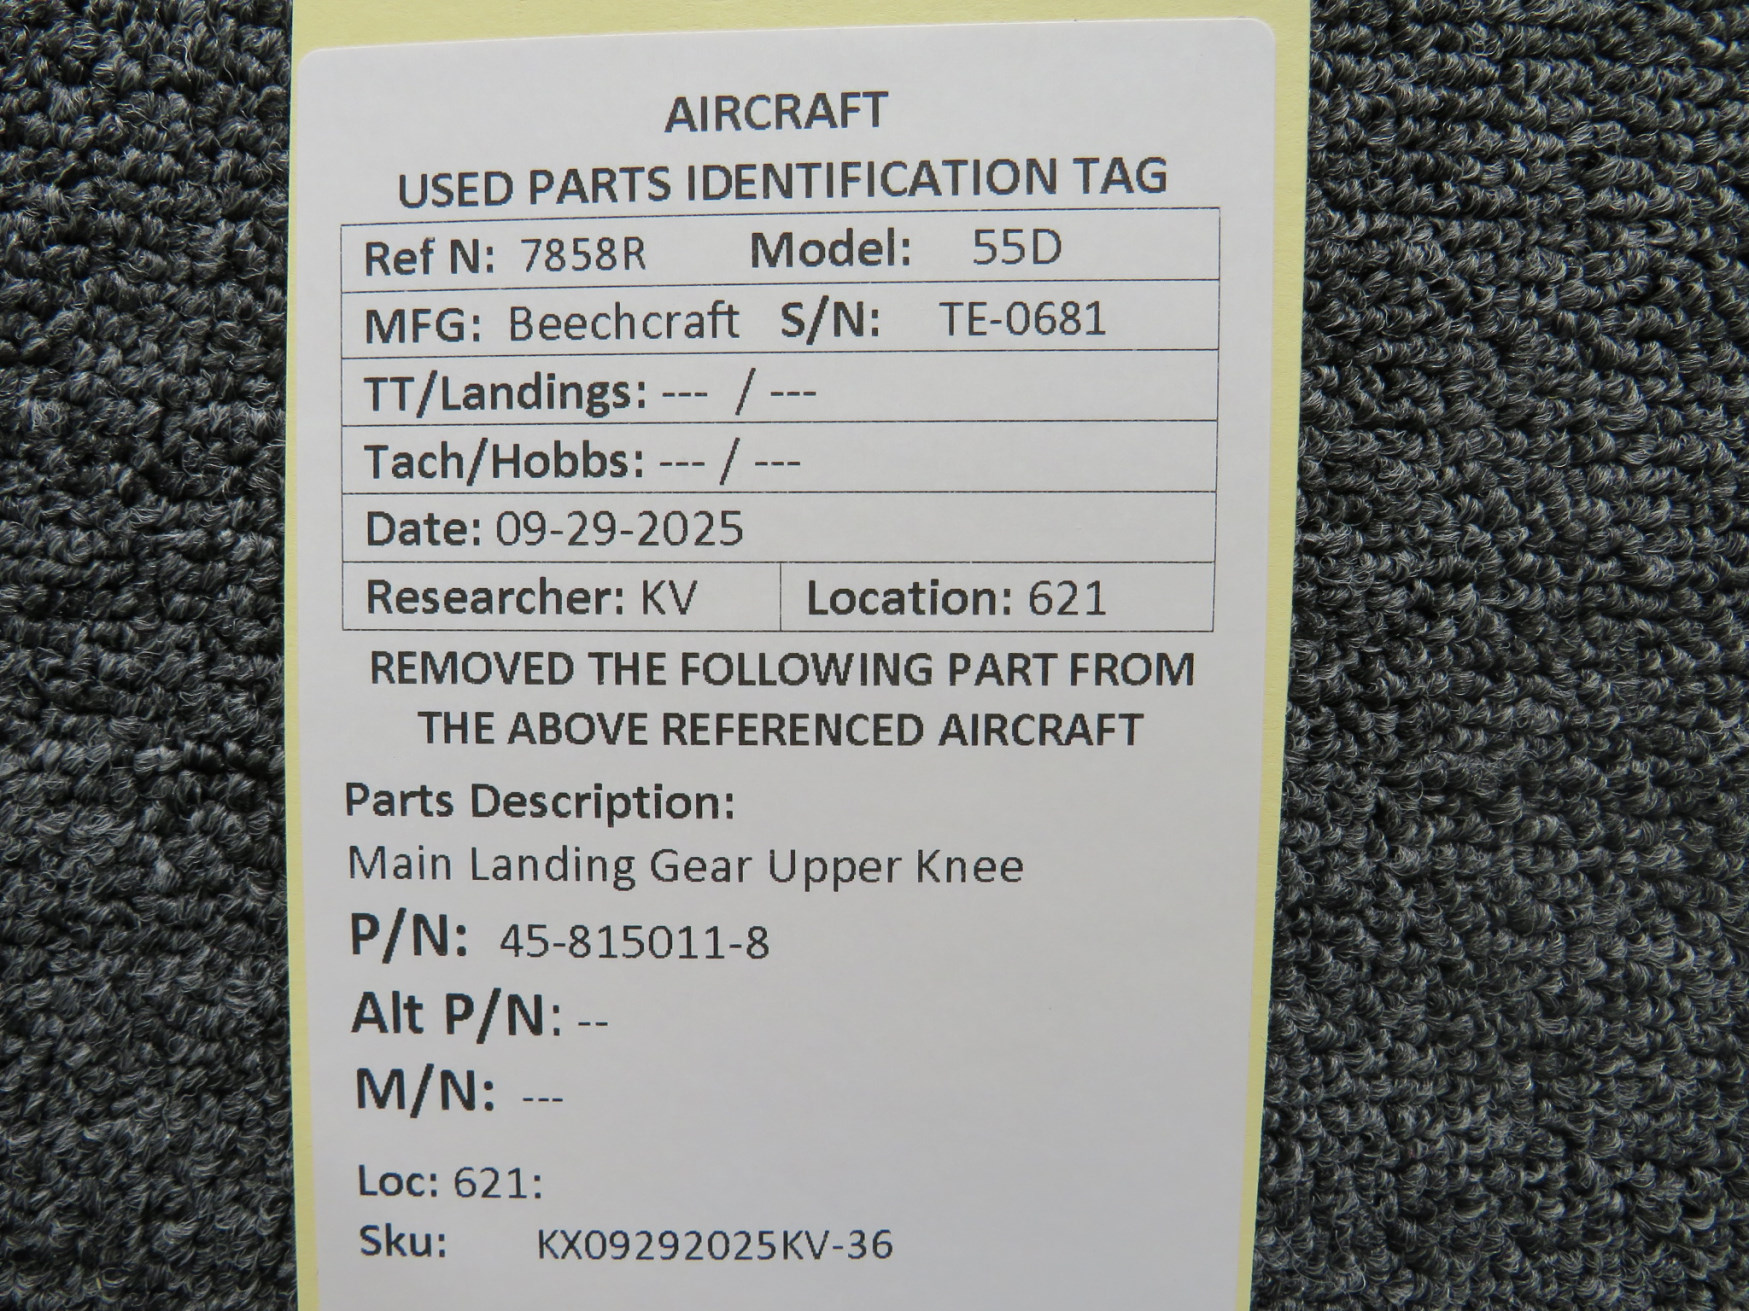 AIRCRAFT
USED PARTS IDENTIFICATION TAG
Ref N: 7858R Model: 55D
MFG: Beechcraft S/N: TE-0681
TT/Landings: --- / ---
Tach/Hobbs: --- / ---
Date: 09-29-2025
Researcher: KV Location: 621
REMOVED THE FOLLOWING PART FROM
THE ABOVE REFERENCED AIRCRAFT
Parts Description:
Main Landing Gear Upper Knee
P/N: 45-815011-8
Alt P/N: --
M/N: ---
Loc: 621:
Sku: KX09292025KV-36